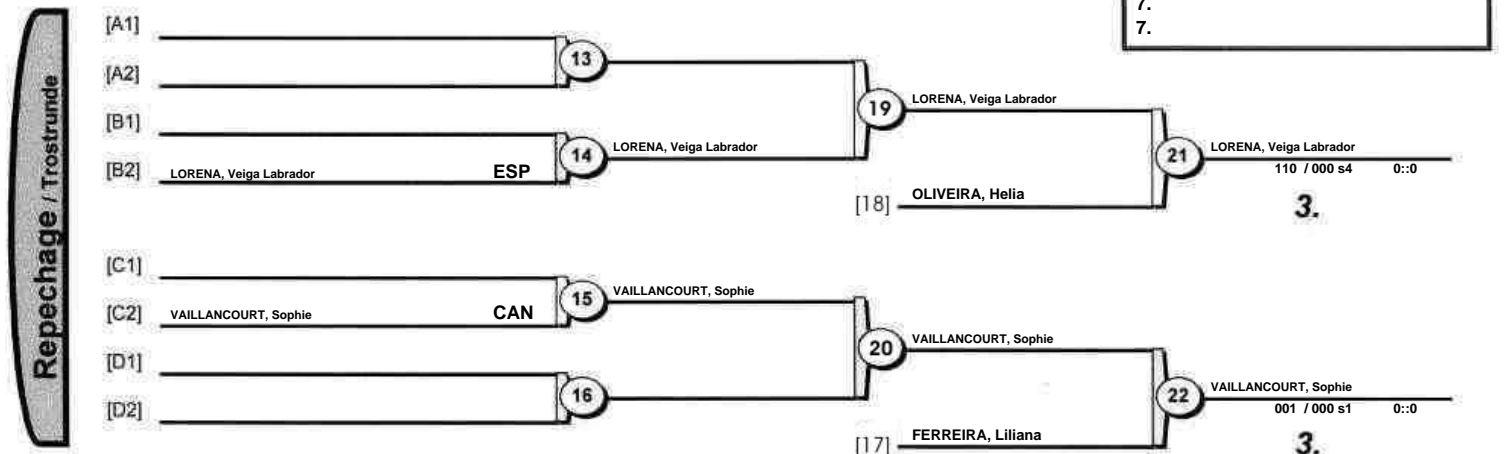 7.
7.
Repechage / Trostrunde
[A1]
13
[A2]
19
LORENA, Veiga Labrador
[B1]
14
LORENA, Veiga Labrador
21
LORENA, Veiga Labrador
[B2]
LORENA, Veiga Labrador
ESP
110 / 000 s4
0::0
[18]
OLIVEIRA, Helia
3.
[C1]
15
VAILLANCOURT, Sophie
[C2]
VAILLANCOURT, Sophie
CAN
20
VAILLANCOURT, Sophie
[D1]
16
22
VAILLANCOURT, Sophie
[D2]
001 / 000 s1
0::0
[17]
FERREIRA, Liliana
3.